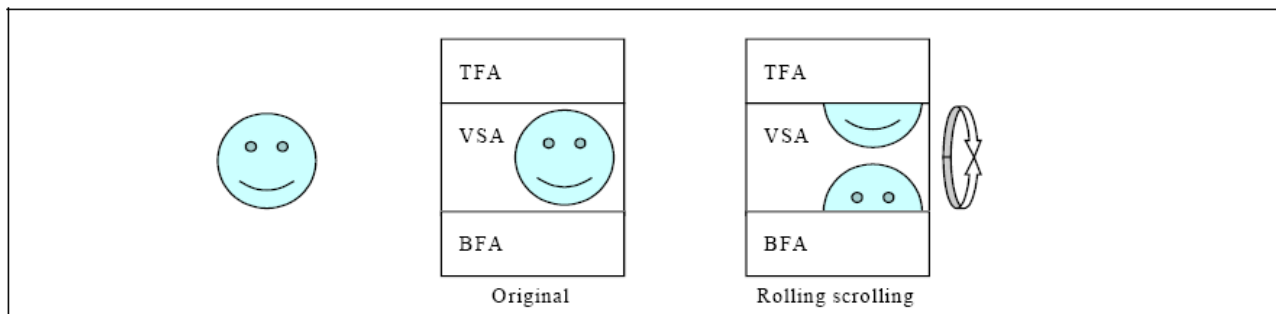 TFA
VSA
BFA
Original
TFA
VSA
BFA
Rolling scrolling